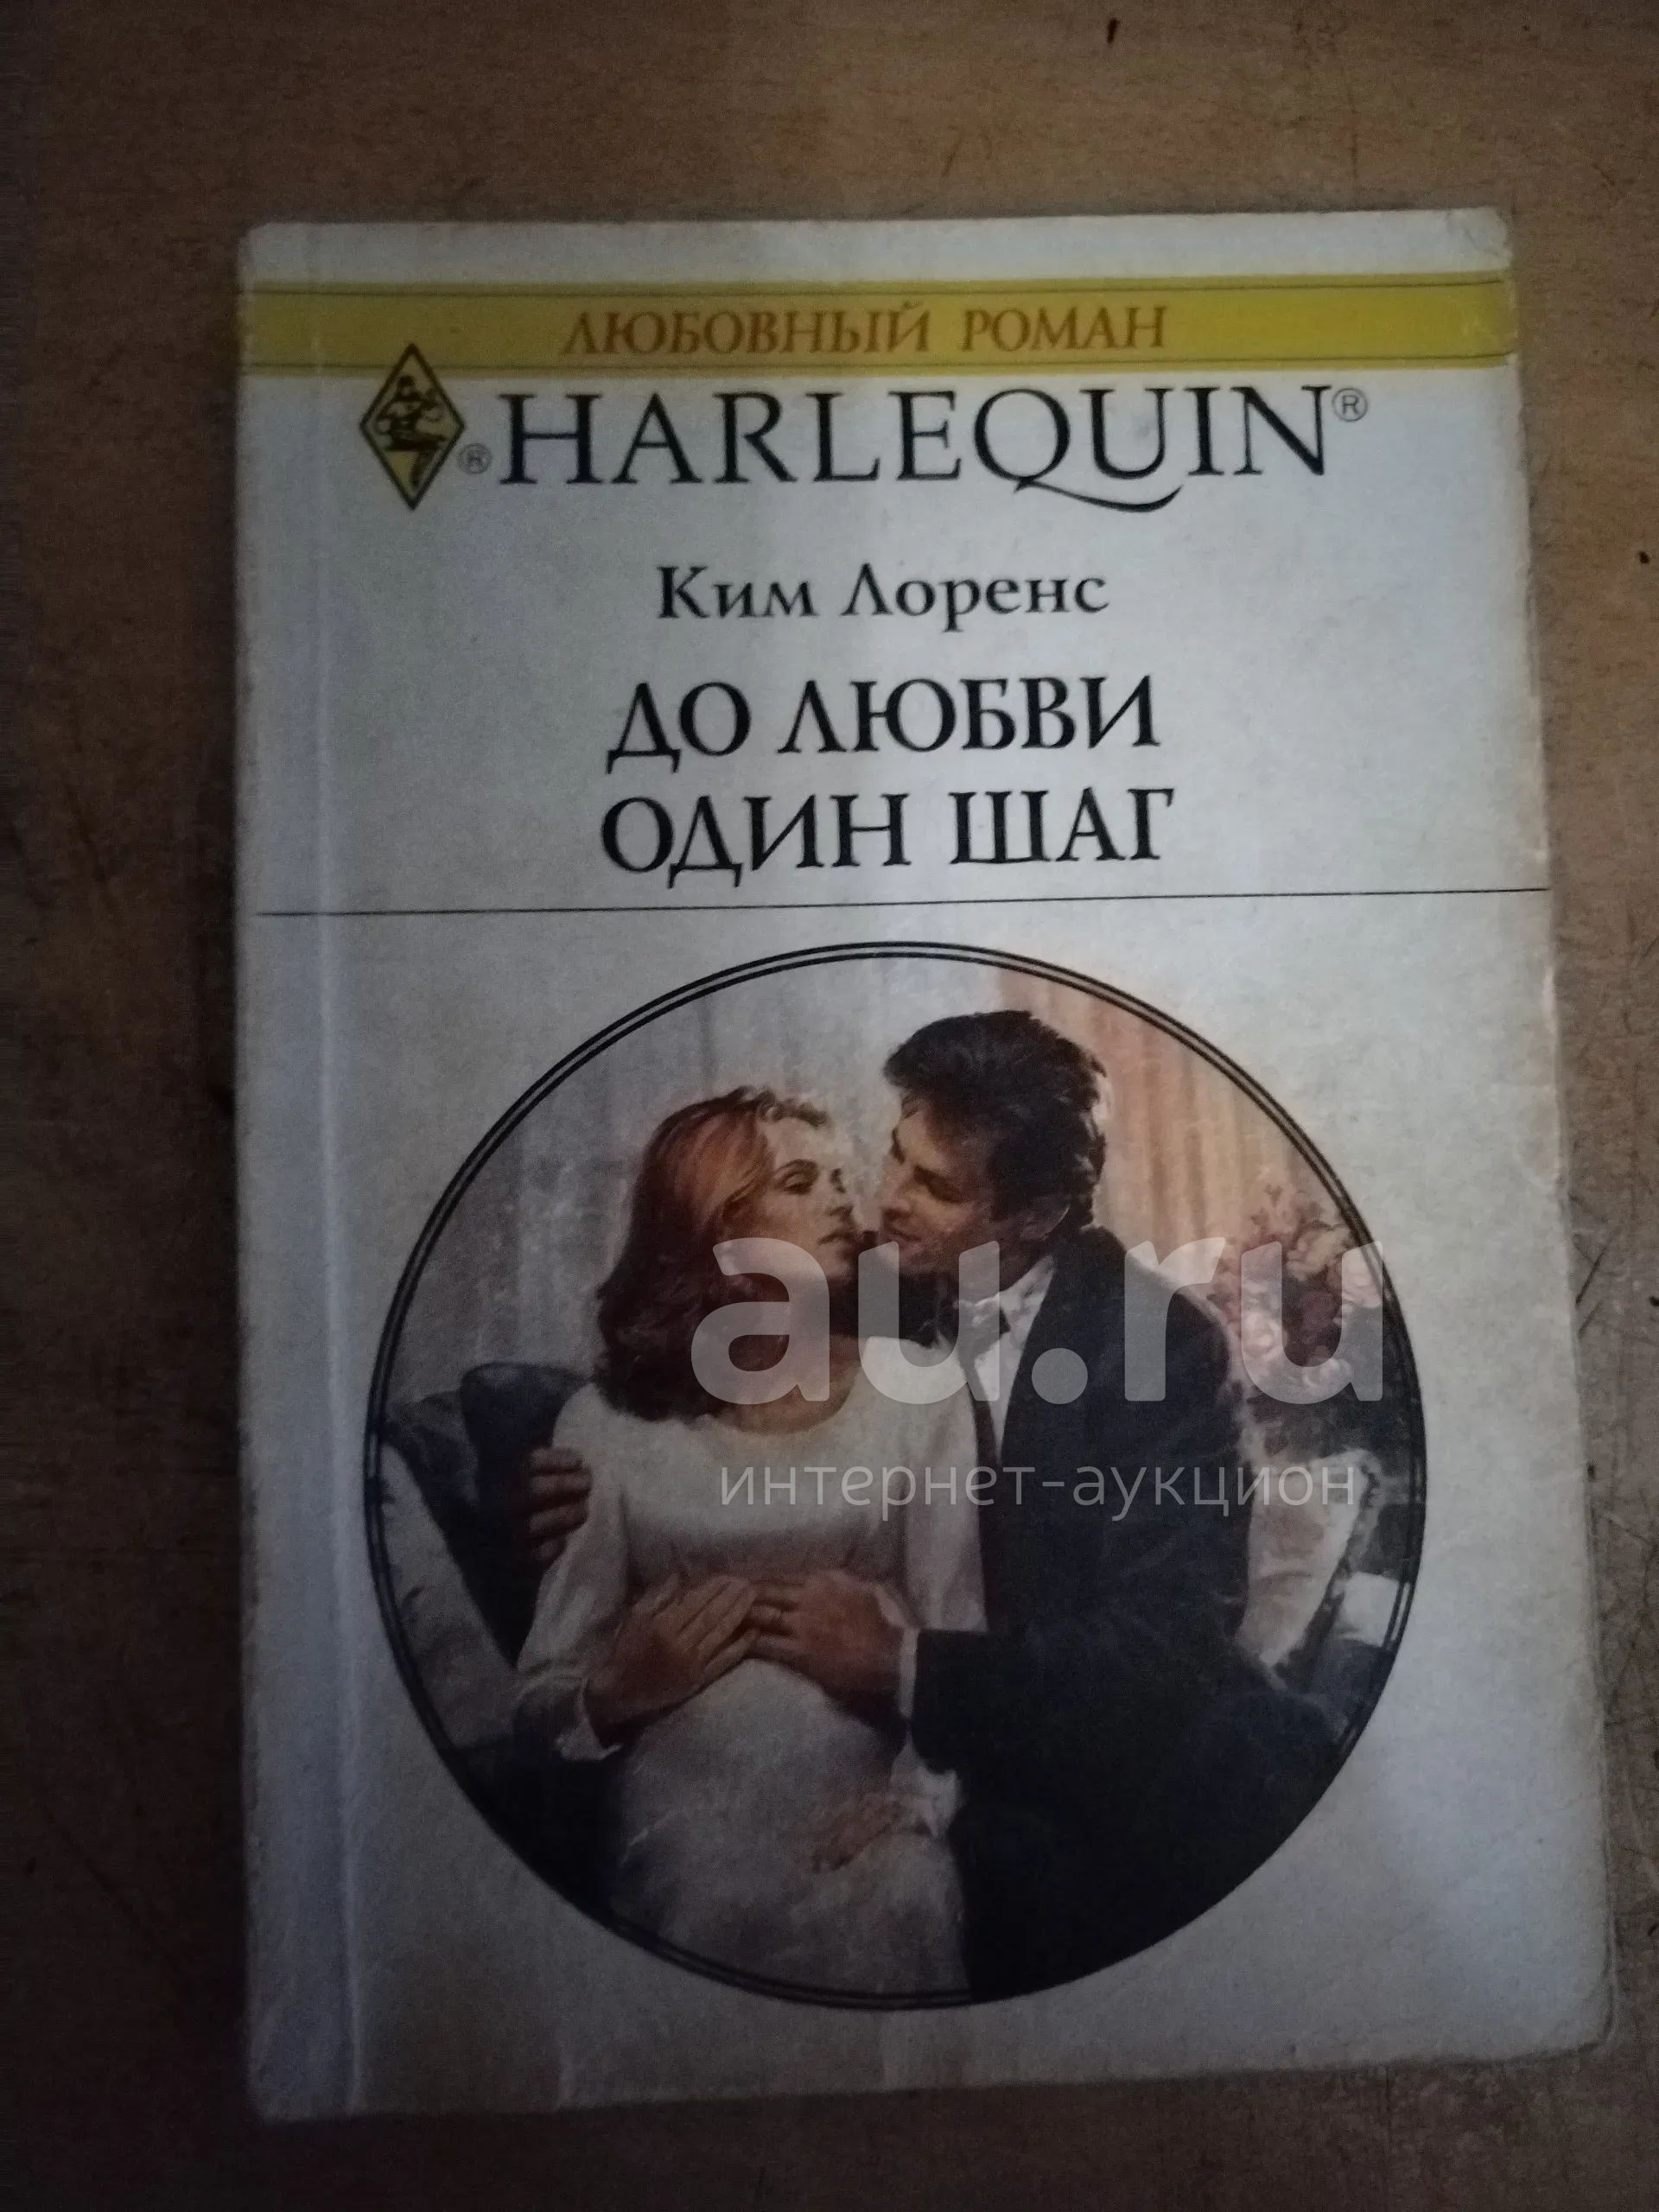 ЛЮБОВНЫЙ РОМАН
® HARLEQUIN®
Ким Лоренс
ДО ЛЮБВИ
ОДИН ШАГ
au.ru
интернет-аукцион